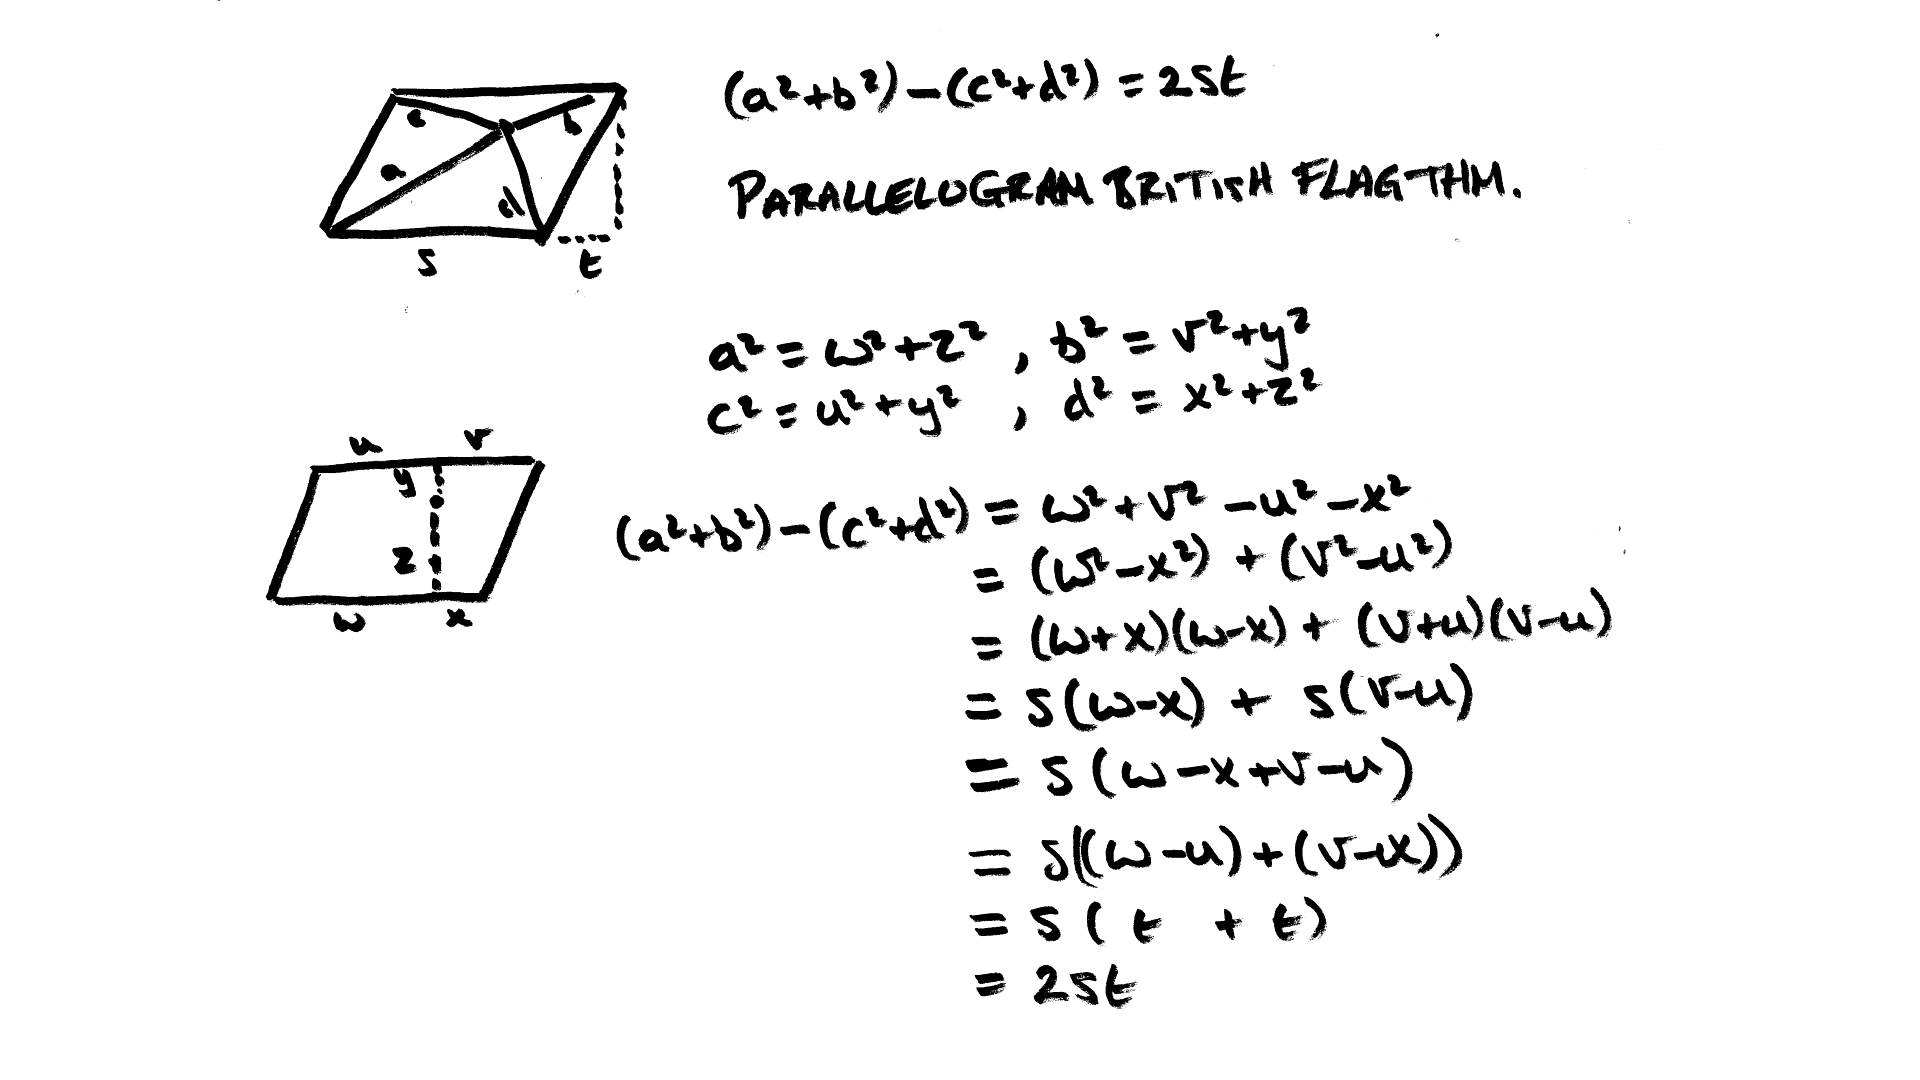 c
b
a
d
s
t
(a²+b²)-(c²+d²) = 2st
PARALLELOGRAM BRITISH FLAG THM.
a² = w²+z² , b² = v²+y²
c² = u²+y² , d² = x²+z²
u v
y
z
w x
(a²+b²)-(c²+d²) = w²+v²-u²-x²
= (w²-x²) + (v²-u²)
= (w+x)(w-x) + (v+u)(v-u)
= s(w-x) + s(v-u)
= s(w-x+v-u)
= s((w-u)+(v-x))
= s( t + t)
= 2st